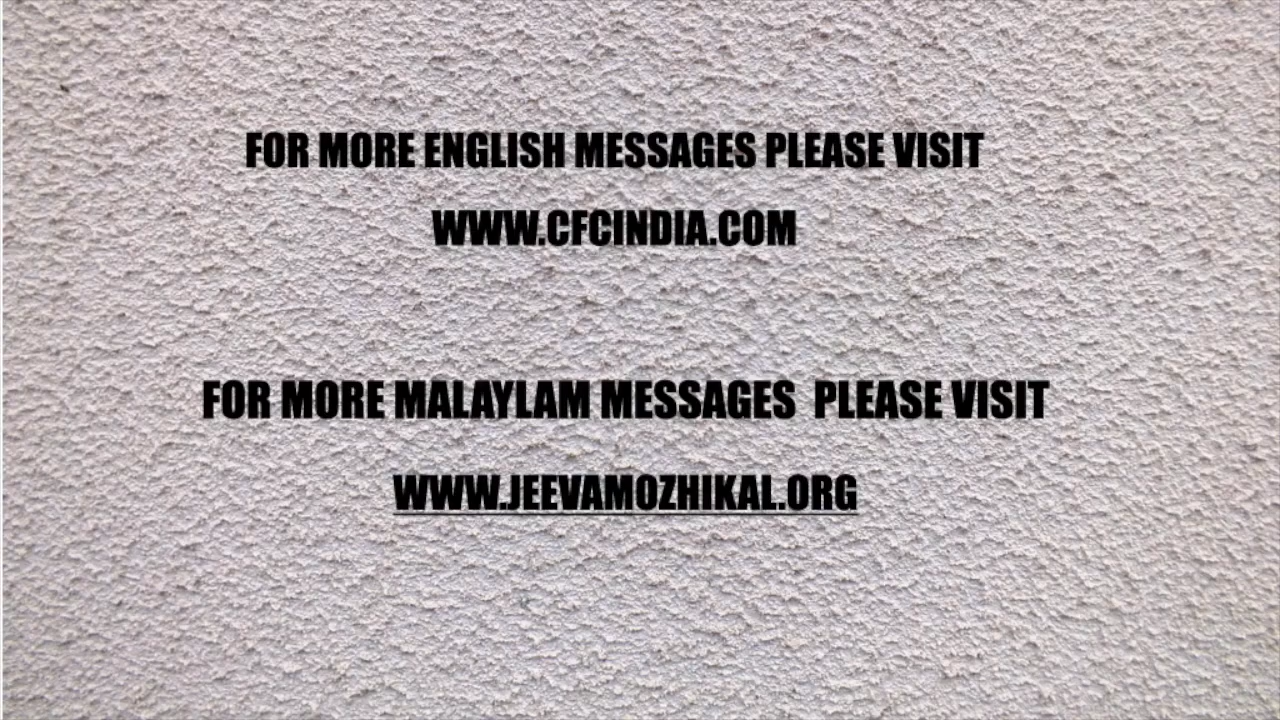 FOR MORE ENGLISH MESSAGES PLEASE VISIT
WWW.CFCINDIA.COM
FOR MORE MALAYLAM MESSAGES PLEASE VISIT
WWW.JEEVAMOZHIKAL.ORG